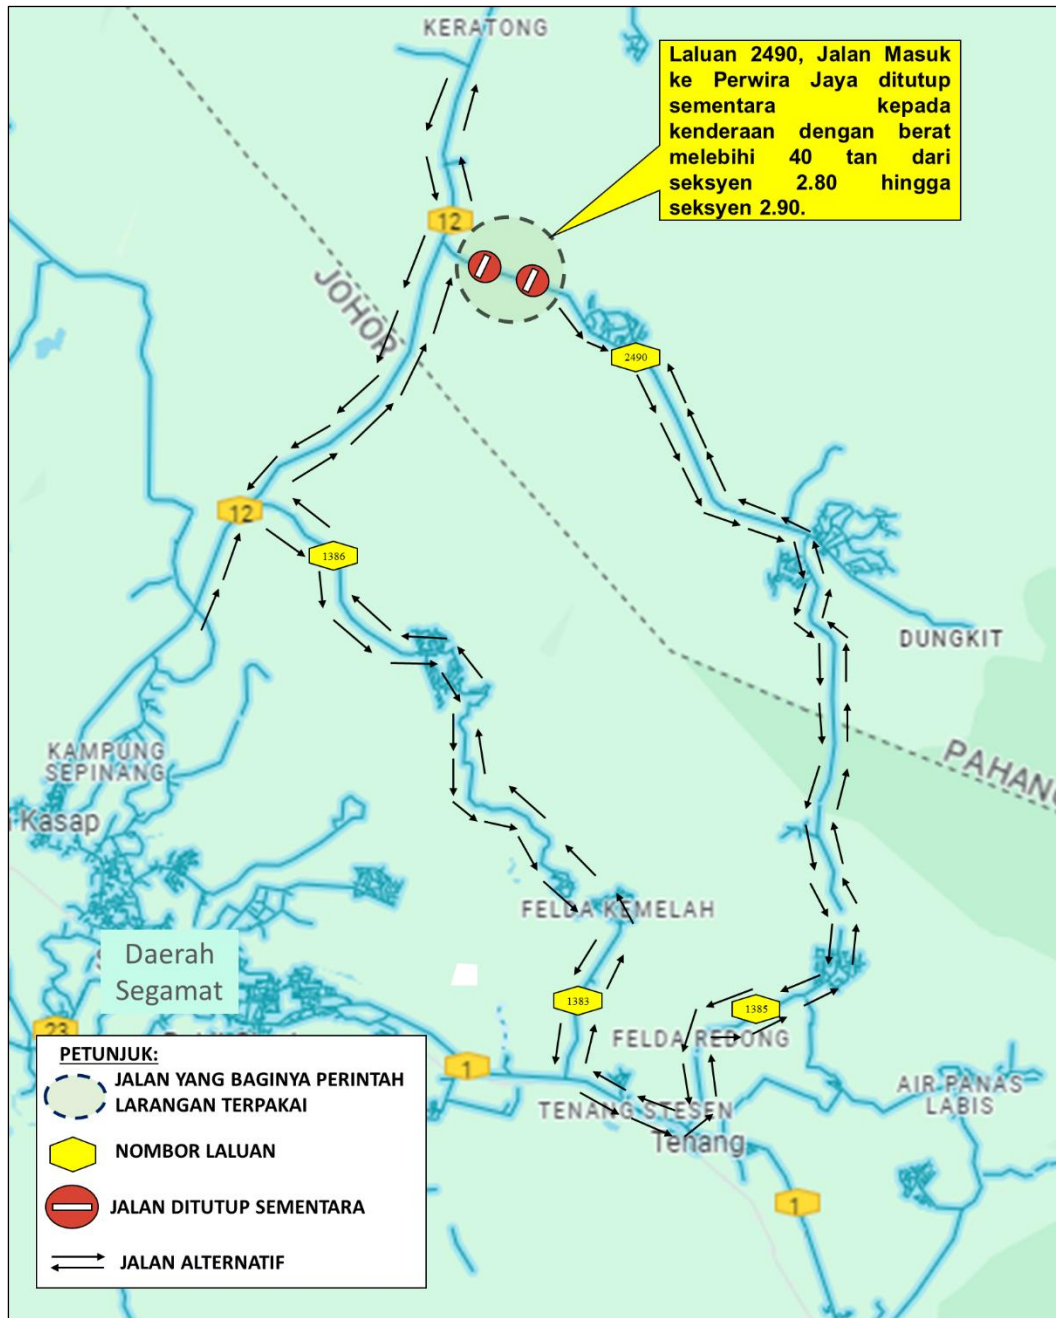 KERATONG
Laluan 2490, Jalan Masuk
ke Perwira Jaya ditutup
sementara kepada
kenderaan dengan berat
melebihi 40 tan dari
seksyen 2.80 hingga
seksyen 2.90.
12
JOHOR
2490
12
1386
DUNGKIT
KAMPUNG
SEPINANG
Kasap
PAHANG
FELDA KEMELAH
Daerah
Segamat
1383
1385
23
FELDA REDONG
1
AIR PANAS
LABIS
TENANG STESEN
Tenang
1
PETUNJUK:
JALAN YANG BAGINYA PERINTAH
LARANGAN TERPAKAI
NOMBOR LALUAN
JALAN DITUTUP SEMENTARA
JALAN ALTERNATIF